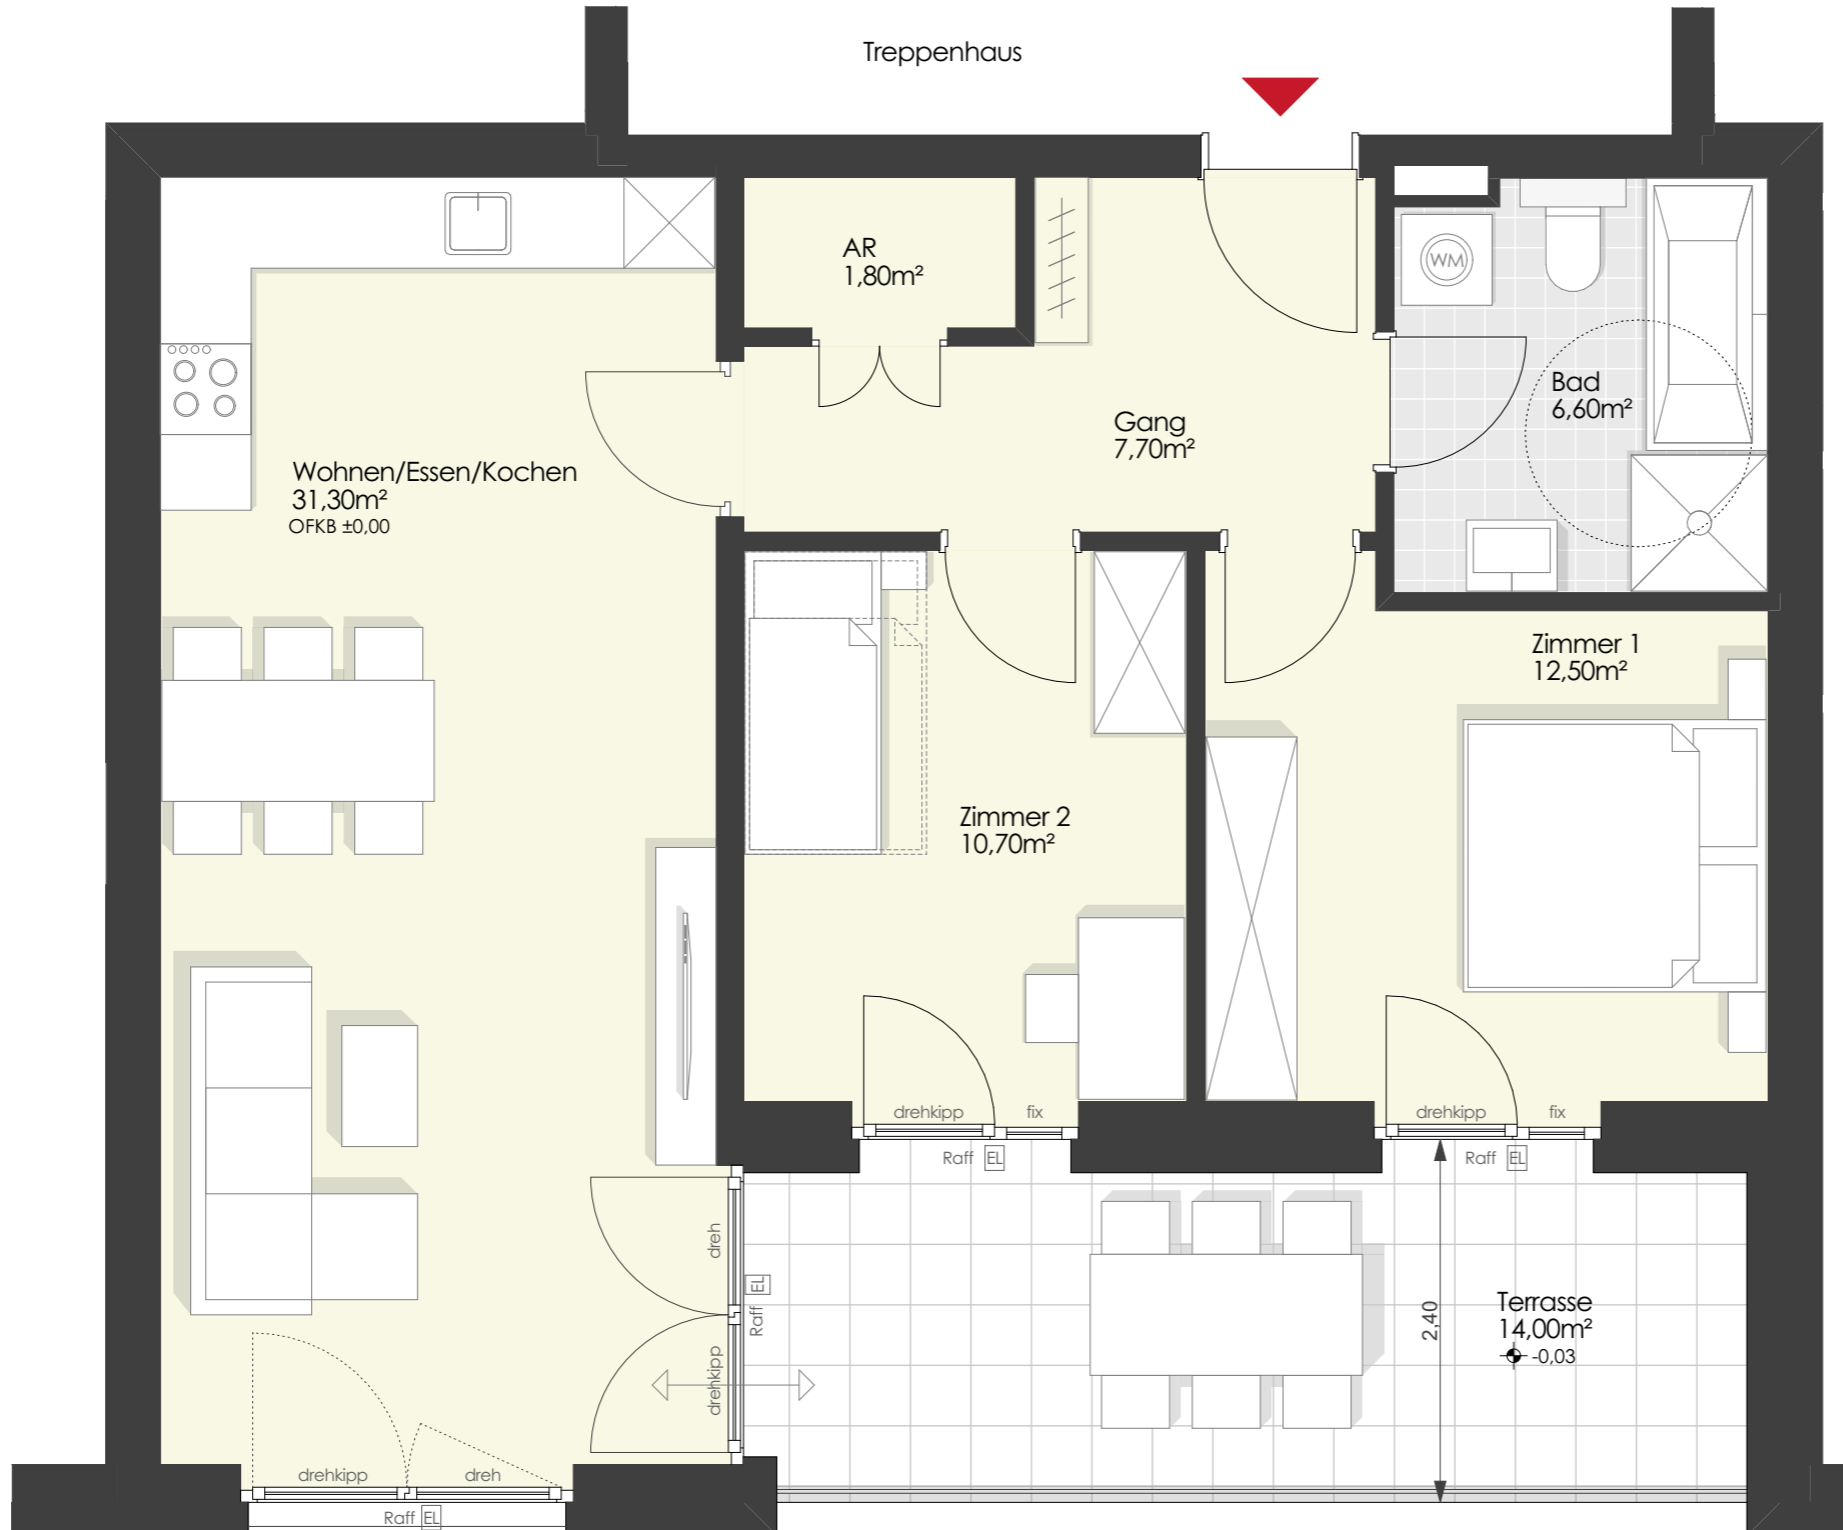 Treppenhaus
AR
1,80m²
WM
Bad
6,60m²
Gang
7,70m²
Wohnen/Essen/Kochen
31,30m²
OFKB ±0,00
Zimmer 1
12,50m²
Zimmer 2
10,70m²
drehkipp fix
drehkipp fix
Raff EL
Raff EL
dreh
Raff EL
drehkipp
2,40
Terrasse
14,00m²
-0,03
drehkipp dreh
Raff EL